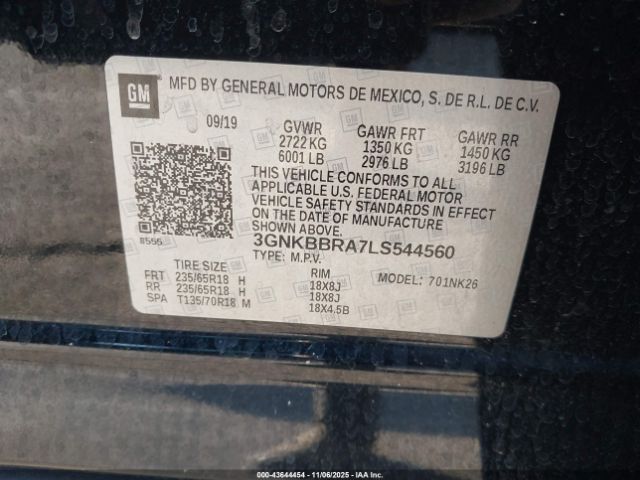 GM
MFD BY GENERAL MOTORS DE MEXICO, S. DE R.L. DE C.V.
09/19 GVWR GAWR FRT GAWR RR
2722 KG 1350 KG 1450 KG
6001 LB 2976 LB 3196 LB
THIS VEHICLE CONFORMS TO ALL
APPLICABLE U.S. FEDERAL MOTOR
VEHICLE SAFETY STANDARDS IN EFFECT
ON THE DATE OF MANUFACTURE
SHOWN ABOVE.
3GNKBBRA7LS544560
TYPE: M.P.V. MODEL: 701NK26
TIRE SIZE RIM
FRT 235/65R18 H 18X8J
RR 235/65R18 H 18X8J
SPA T135/70R18 M 18X4.5B
000-43644454 | 11/06/2025 - IAAI, Inc.